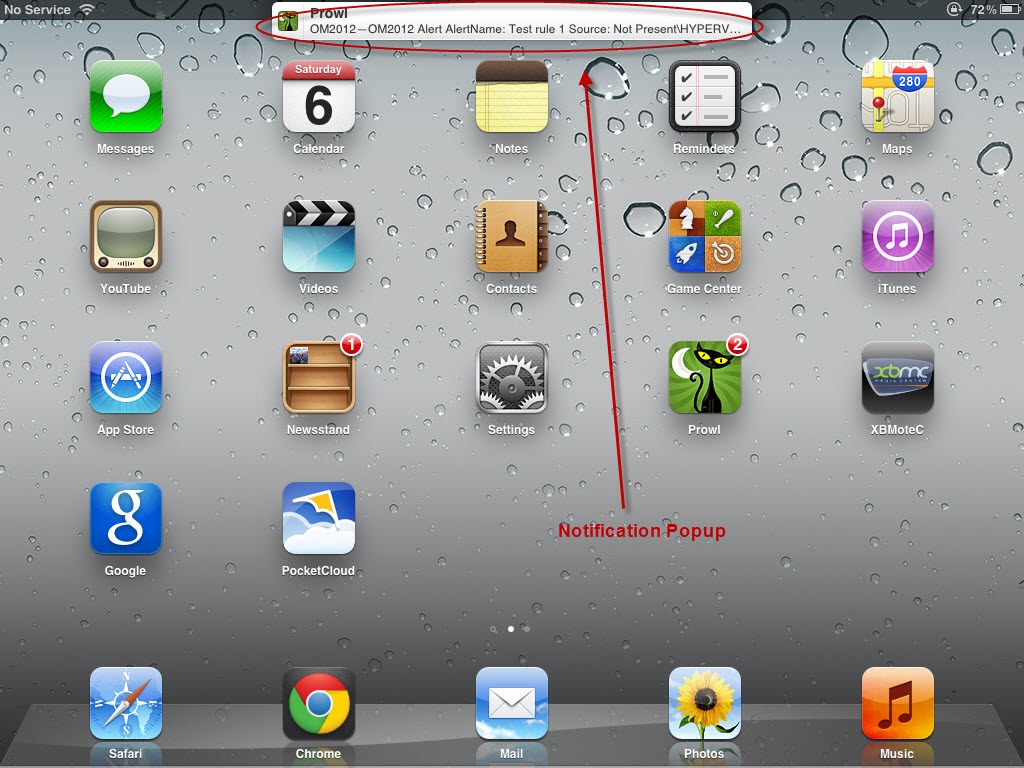 No Service
72%
Prowl
OM2012—OM2012 Alert AlertName: Test rule 1 Source: Not Present\HYPERV…
Saturday
6
280
Messages
Calendar
Notes
Reminders
Maps
YouTube
Videos
Contacts
Game Center
iTunes
1
2
xbmc
MEDIA CENTER
App Store
Newsstand
Settings
Prowl
XBMoteC
g
Notification Popup
Google
PocketCloud
Safari
Chrome
Mail
Photos
Music